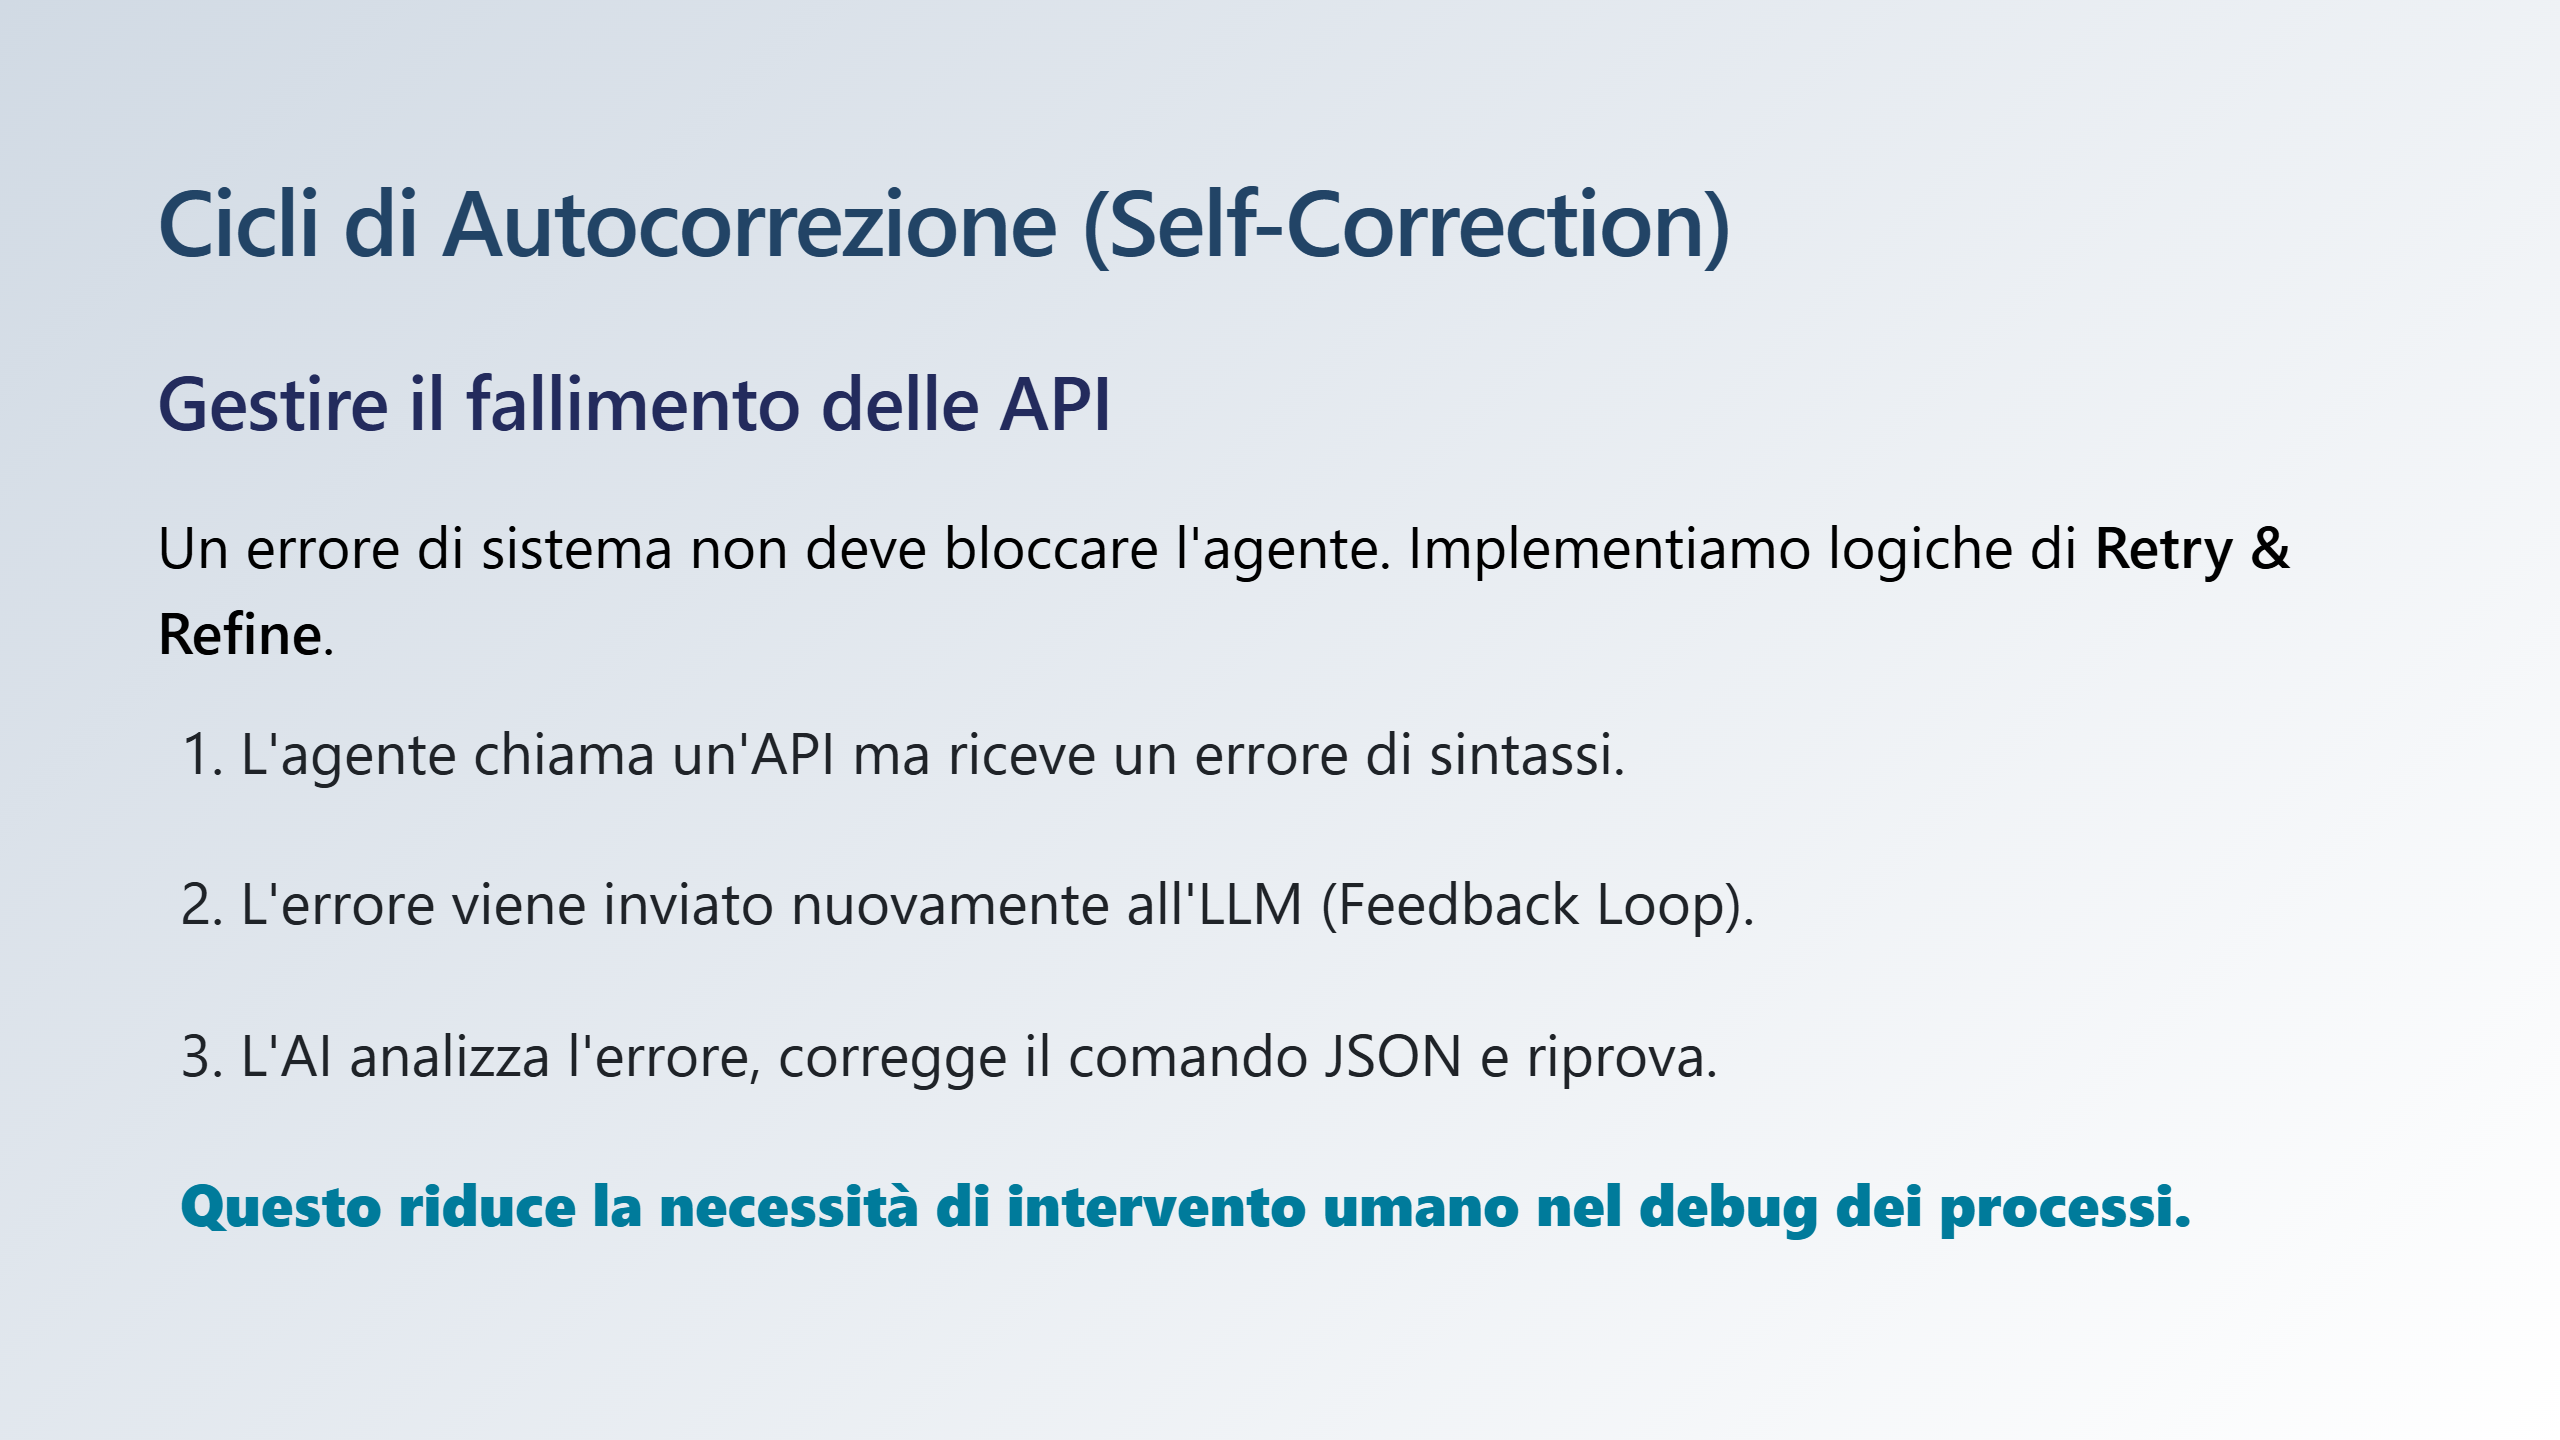 Cicli di Autocorrezione (Self-Correction)
Gestire il fallimento delle API
Un errore di sistema non deve bloccare l'agente. Implementiamo logiche di Retry &
Refine.
1. L'agente chiama un'API ma riceve un errore di sintassi.
2. L'errore viene inviato nuovamente all'LLM (Feedback Loop).
3. L'AI analizza l'errore, corregge il comando JSON e riprova.
Questo riduce la necessità di intervento umano nel debug dei processi.